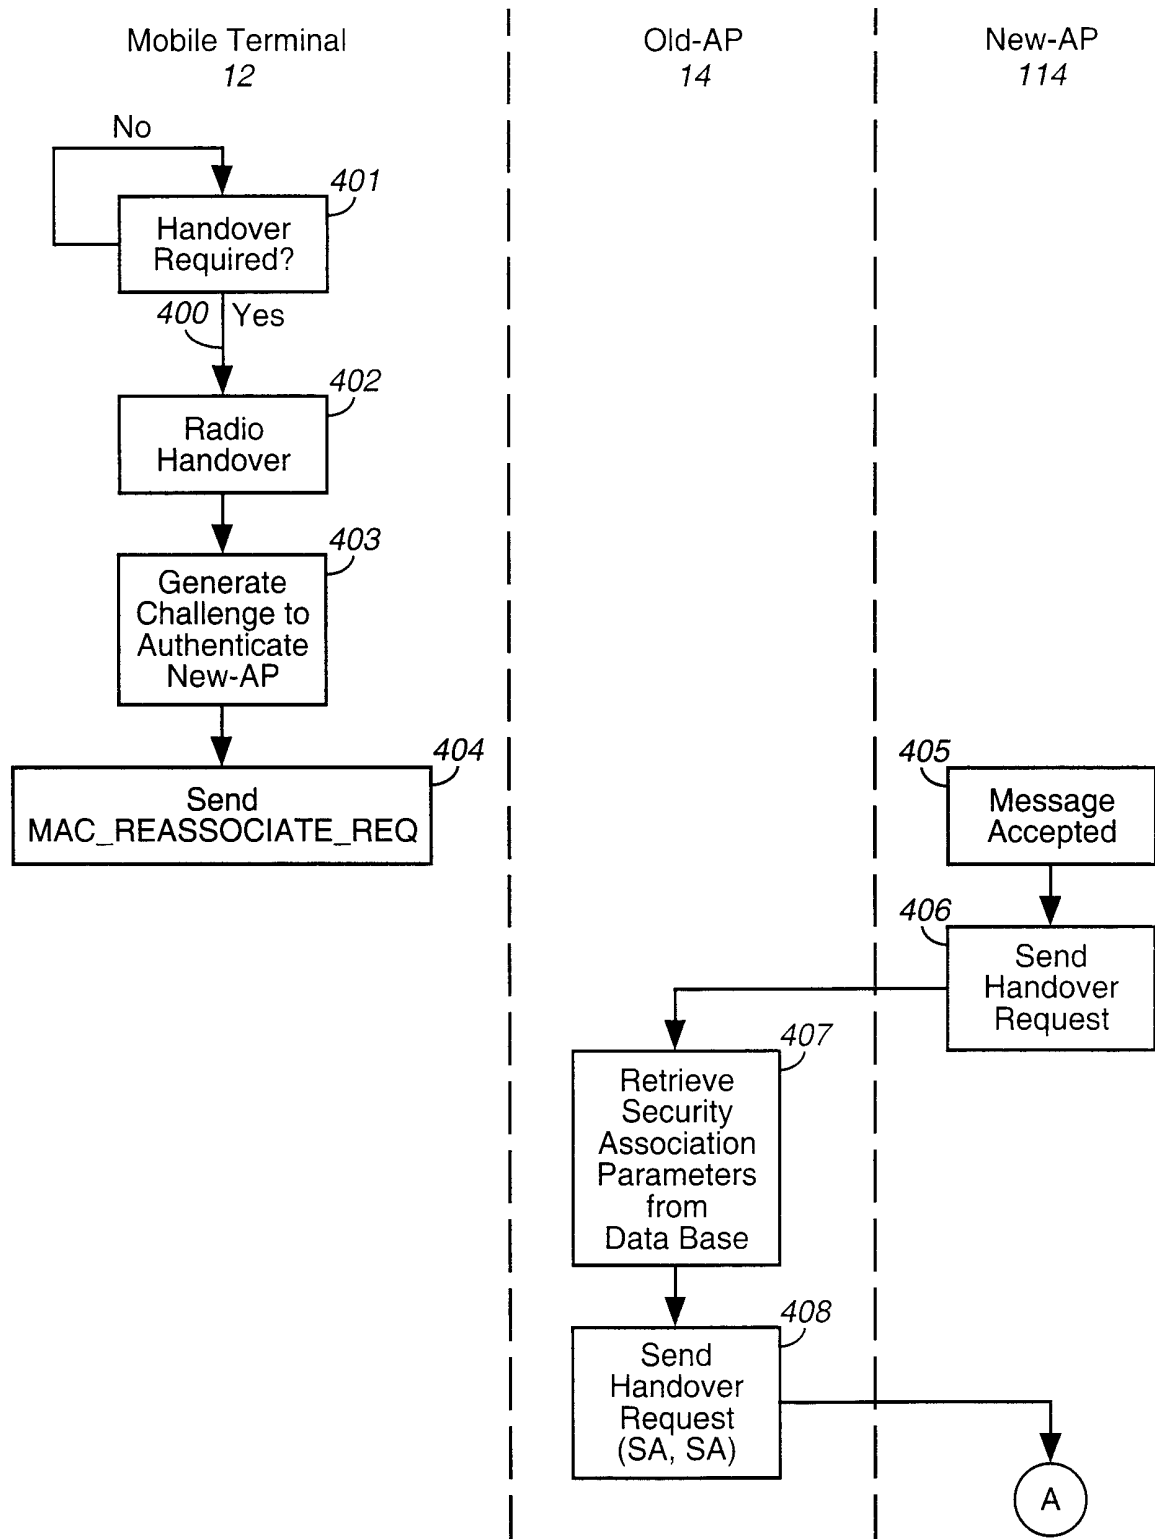 Mobile Terminal
12
Old-AP
14
New-AP
114
No
401
Handover
Required?
400
Yes
402
Radio
Handover
403
Generate
Challenge to
Authenticate
New-AP
404
Send
MAC_REASSOCIATE_REQ
405
Message
Accepted
406
Send
Handover
Request
407
Retrieve
Security
Association
Parameters
from
Data Base
408
Send
Handover
Request
(SA, SA)
A